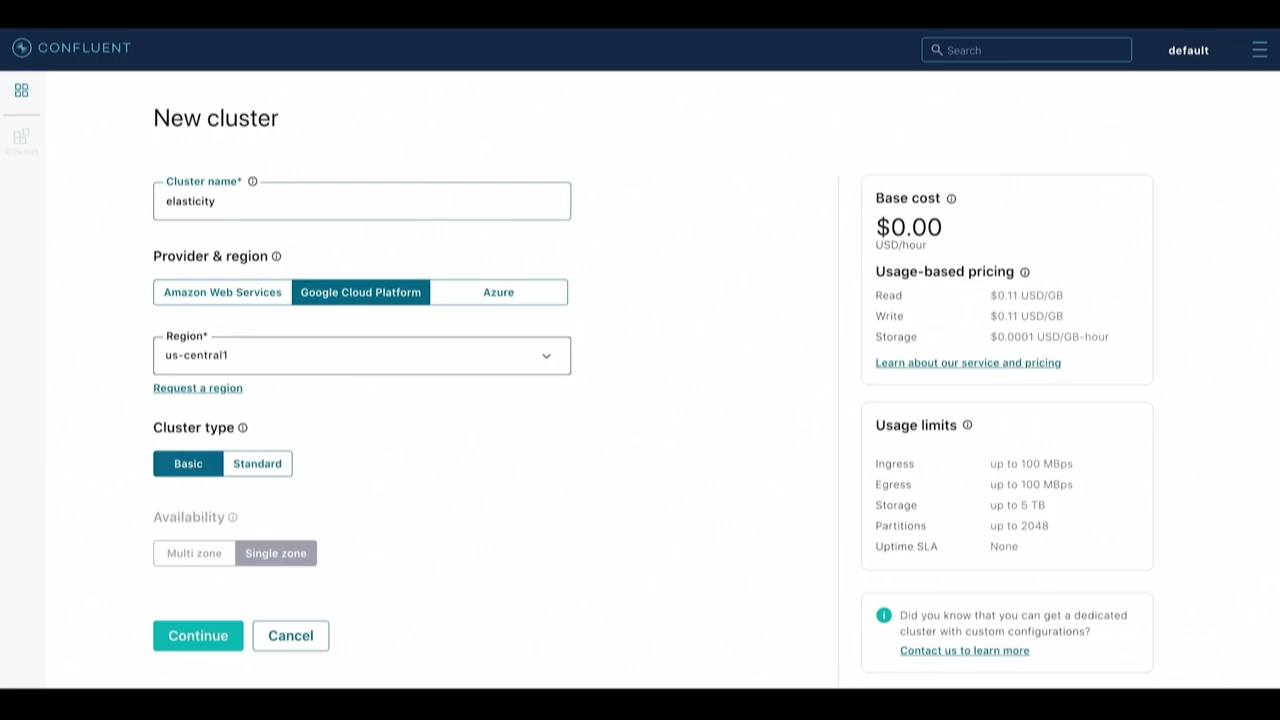 CONFLUENT
Search
default
New cluster
Cluster name*
elasticity
Provider & region
Amazon Web Services
Google Cloud Platform
Azure
Region*
us-central1
Request a region
Cluster type
Basic
Standard
Availability
Multi zone
Single zone
Continue
Cancel
Base cost
$0.00
USD/hour
Usage-based pricing
Read $0.11 USD/GB
Write $0.11 USD/GB
Storage $0.0001 USD/GB-hour
Learn about our service and pricing
Usage limits
Ingress up to 100 MBps
Egress up to 100 MBps
Storage up to 5 TB
Partitions up to 2048
Uptime SLA None
Did you know that you can get a dedicated
cluster with custom configurations?
Contact us to learn more